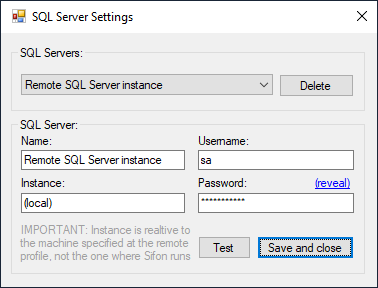 SQL Server Settings
SQL Servers:
Remote SQL Server instance
Delete
SQL Server:
Name:
Username:
Remote SQL Server instance
sa
Instance:
Password:
(reveal)
(local)
***********
IMPORTANT: Instance is realtive to
the machine specified at the remote
profile, not the one where Sifon runs
Test
Save and close